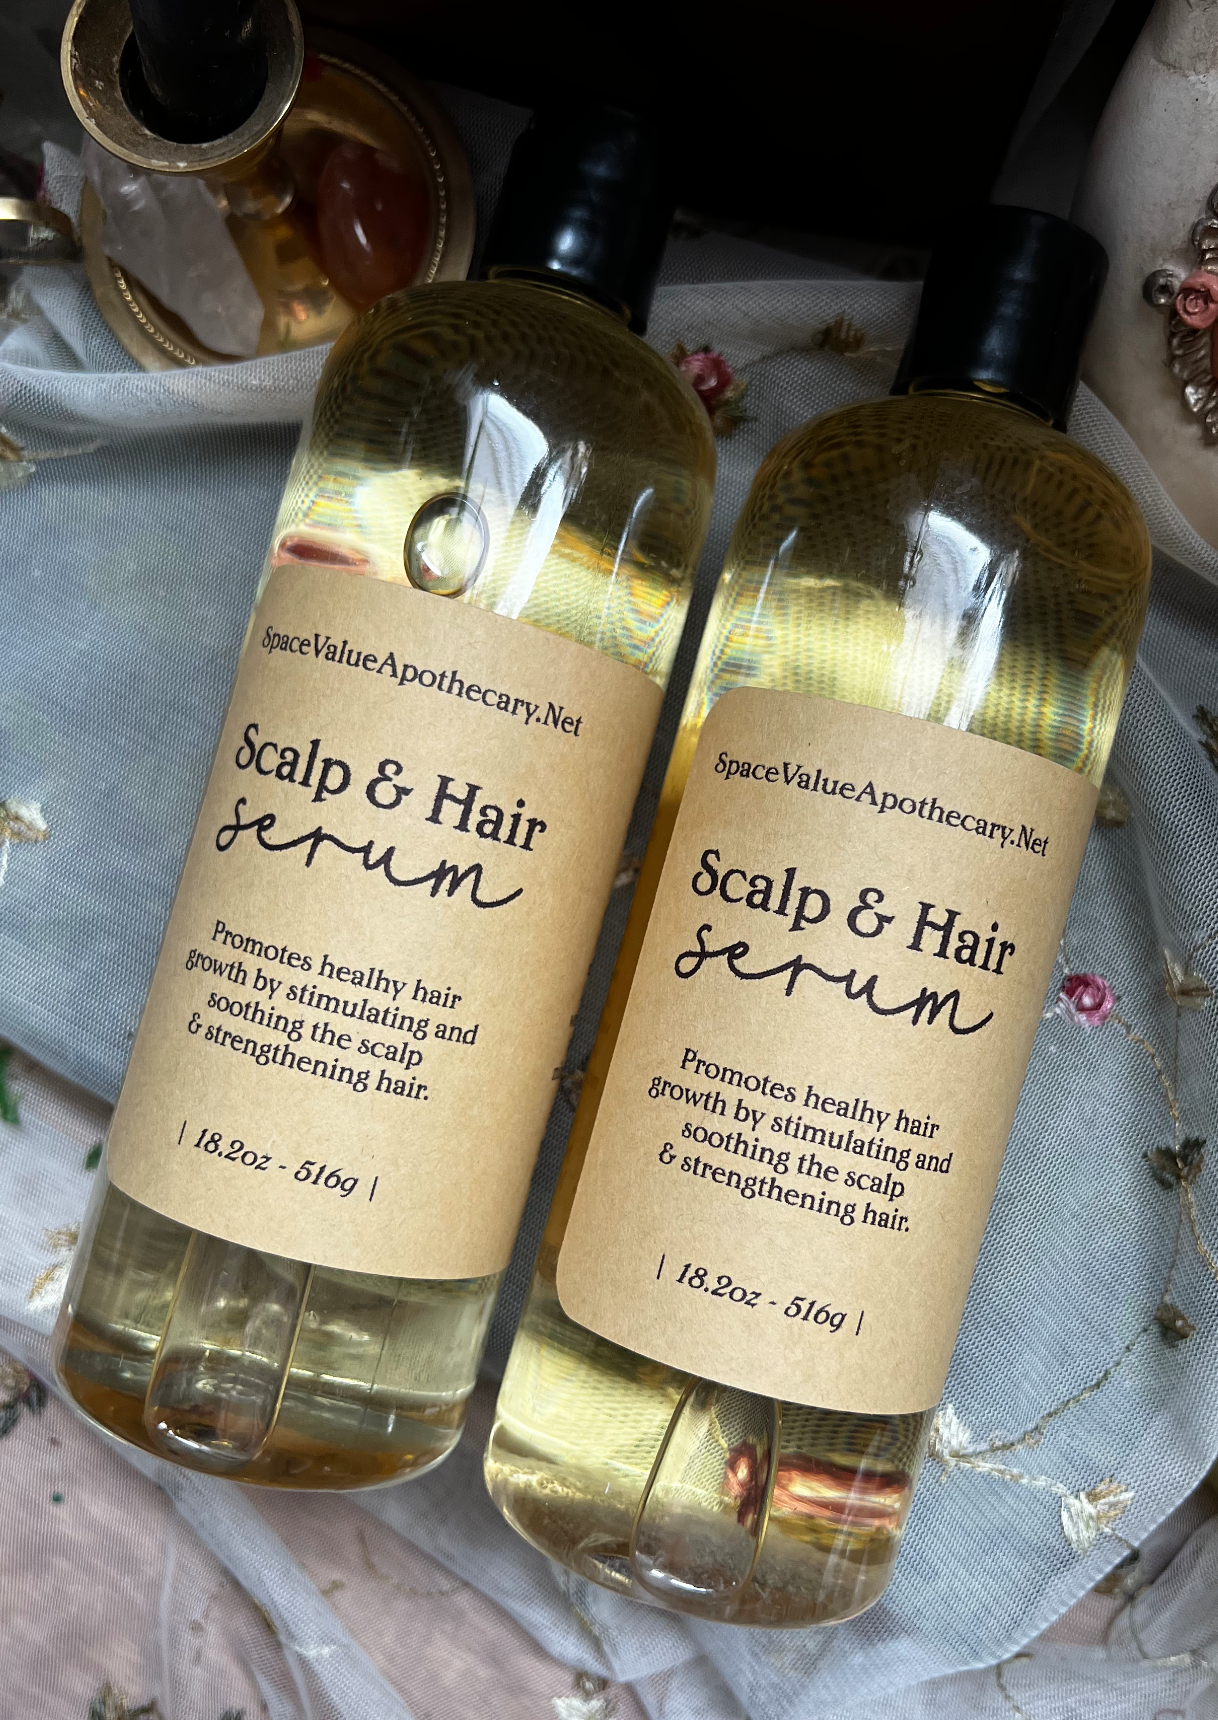 SpaceValueApothecary.Net
Scalp & Hair
serum
Promotes healhy hair
growth by stimulating and
soothing the scalp
& strengthening hair.
| 18.2oz - 516g |
SpaceValueApothecary.Net
Scalp & Hair
serum
Promotes healhy hair
growth by stimulating and
soothing the scalp
& strengthening hair.
| 18.2oz - 516g |